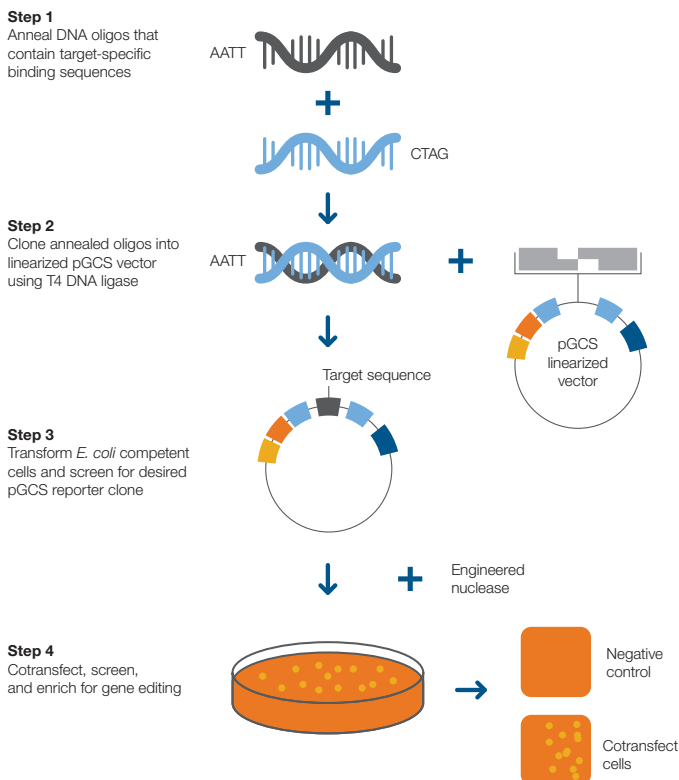 Step 1
Anneal DNA oligos that
contain target-specific
binding sequences
AATT
CTAG
Step 2
Clone annealed oligos into
linearized pGCS vector
using T4 DNA ligase
AATT
pGCS
linearized
vector
Target sequence
Step 3
Transform E. coli competent
cells and screen for desired
pGCS reporter clone
Engineered
nuclease
Step 4
Cotransfect, screen,
and enrich for gene editing
Negative
control
Cotransfect
cells